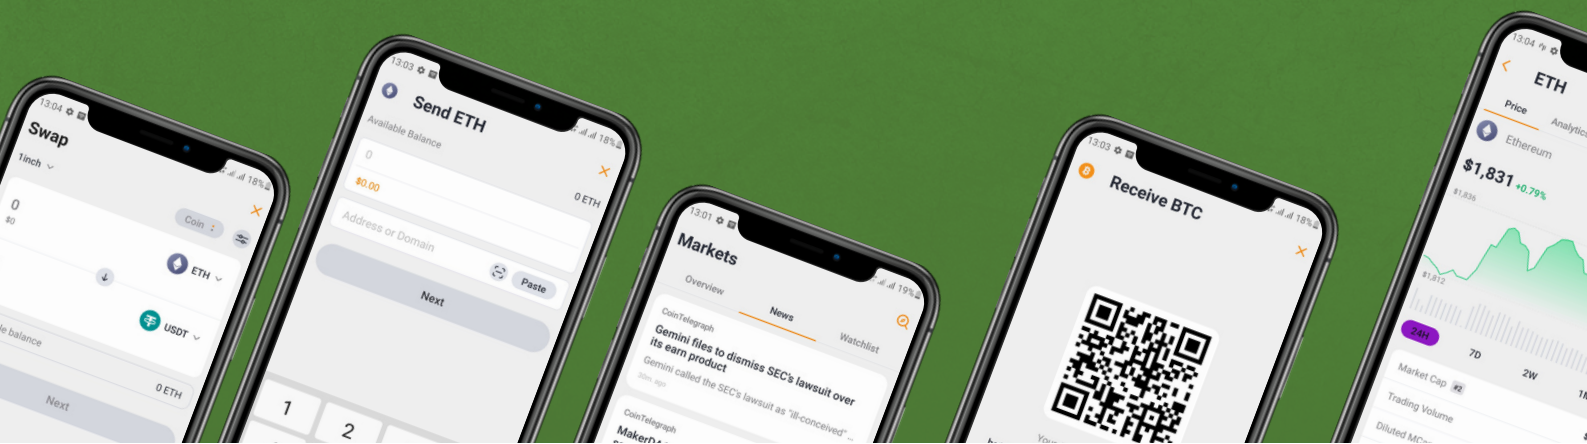 13:04
18%
Swap
1inch
Coin
0
$0
ETH
USDT
balance
0 ETH
Next
13:03
18%
Send ETH
Available Balance
0
0 ETH
$0.00
Address or Domain
Paste
Next
1
2
13:01
19%
Markets
Overview
News
Watchlist
CoinTelegraph
Gemini files to dismiss SEC's lawsuit over
its earn product
Gemini called the SEC's lawsuit as "ill-conceived" ...
30m ago
CoinTelegraph
13:03
18%
Receive BTC
13:04
ETH
Price
Ethereum
$1,831 +0.79%
$1,836
$1,812
24H
7D
2W
Market Cap #2
Trading Volume